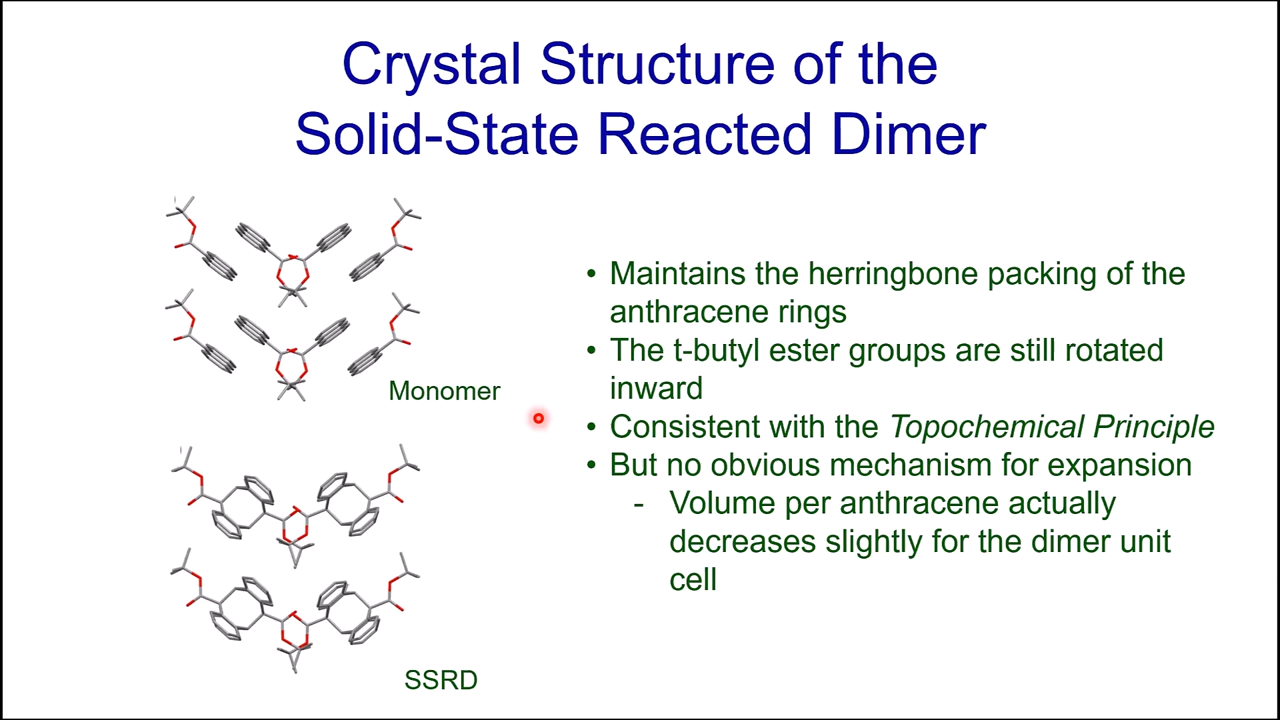 Crystal Structure of the
Solid-State Reacted Dimer
Monomer
SSRD
• Maintains the herringbone packing of the
anthracene rings
• The t-butyl ester groups are still rotated
inward
• Consistent with the Topochemical Principle
• But no obvious mechanism for expansion
- Volume per anthracene actually
decreases slightly for the dimer unit
cell